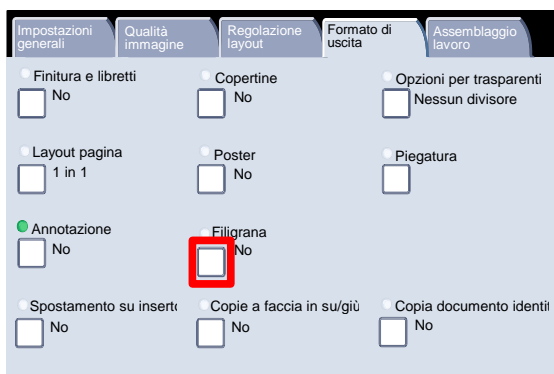 Impostazioni generali
Qualità immagine
Regolazione layout
Formato di uscita
Assemblaggio lavoro
Finitura e libretti
No
Copertine
No
Opzioni per trasparenti
Nessun divisore
Layout pagina
1 in 1
Poster
No
Piegatura
Annotazione
No
Filigrana
No
Spostamento su inserto
No
Copie a faccia in su/giù
No
Copia documento identit
No